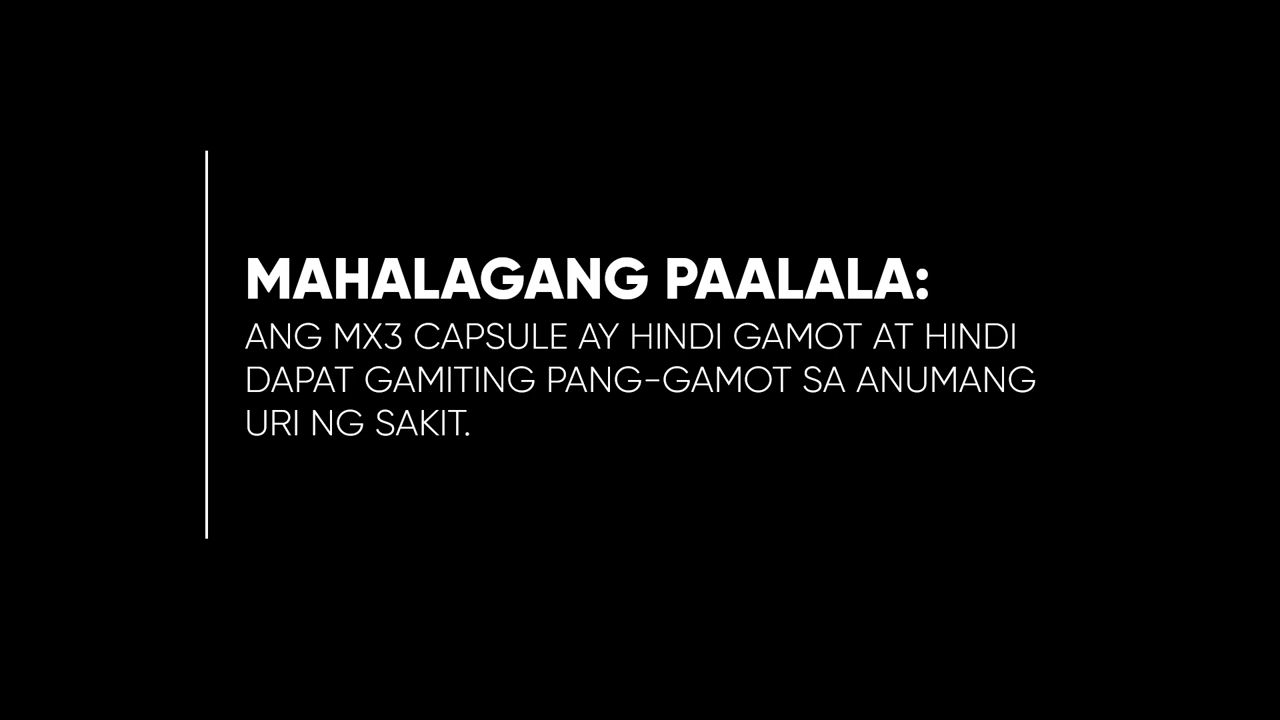 MAHALAGANG PAALALA:
ANG MX3 CAPSULE AY HINDI GAMOT AT HINDI
DAPAT GAMITING PANG-GAMOT SA ANUMANG
URI NG SAKIT.